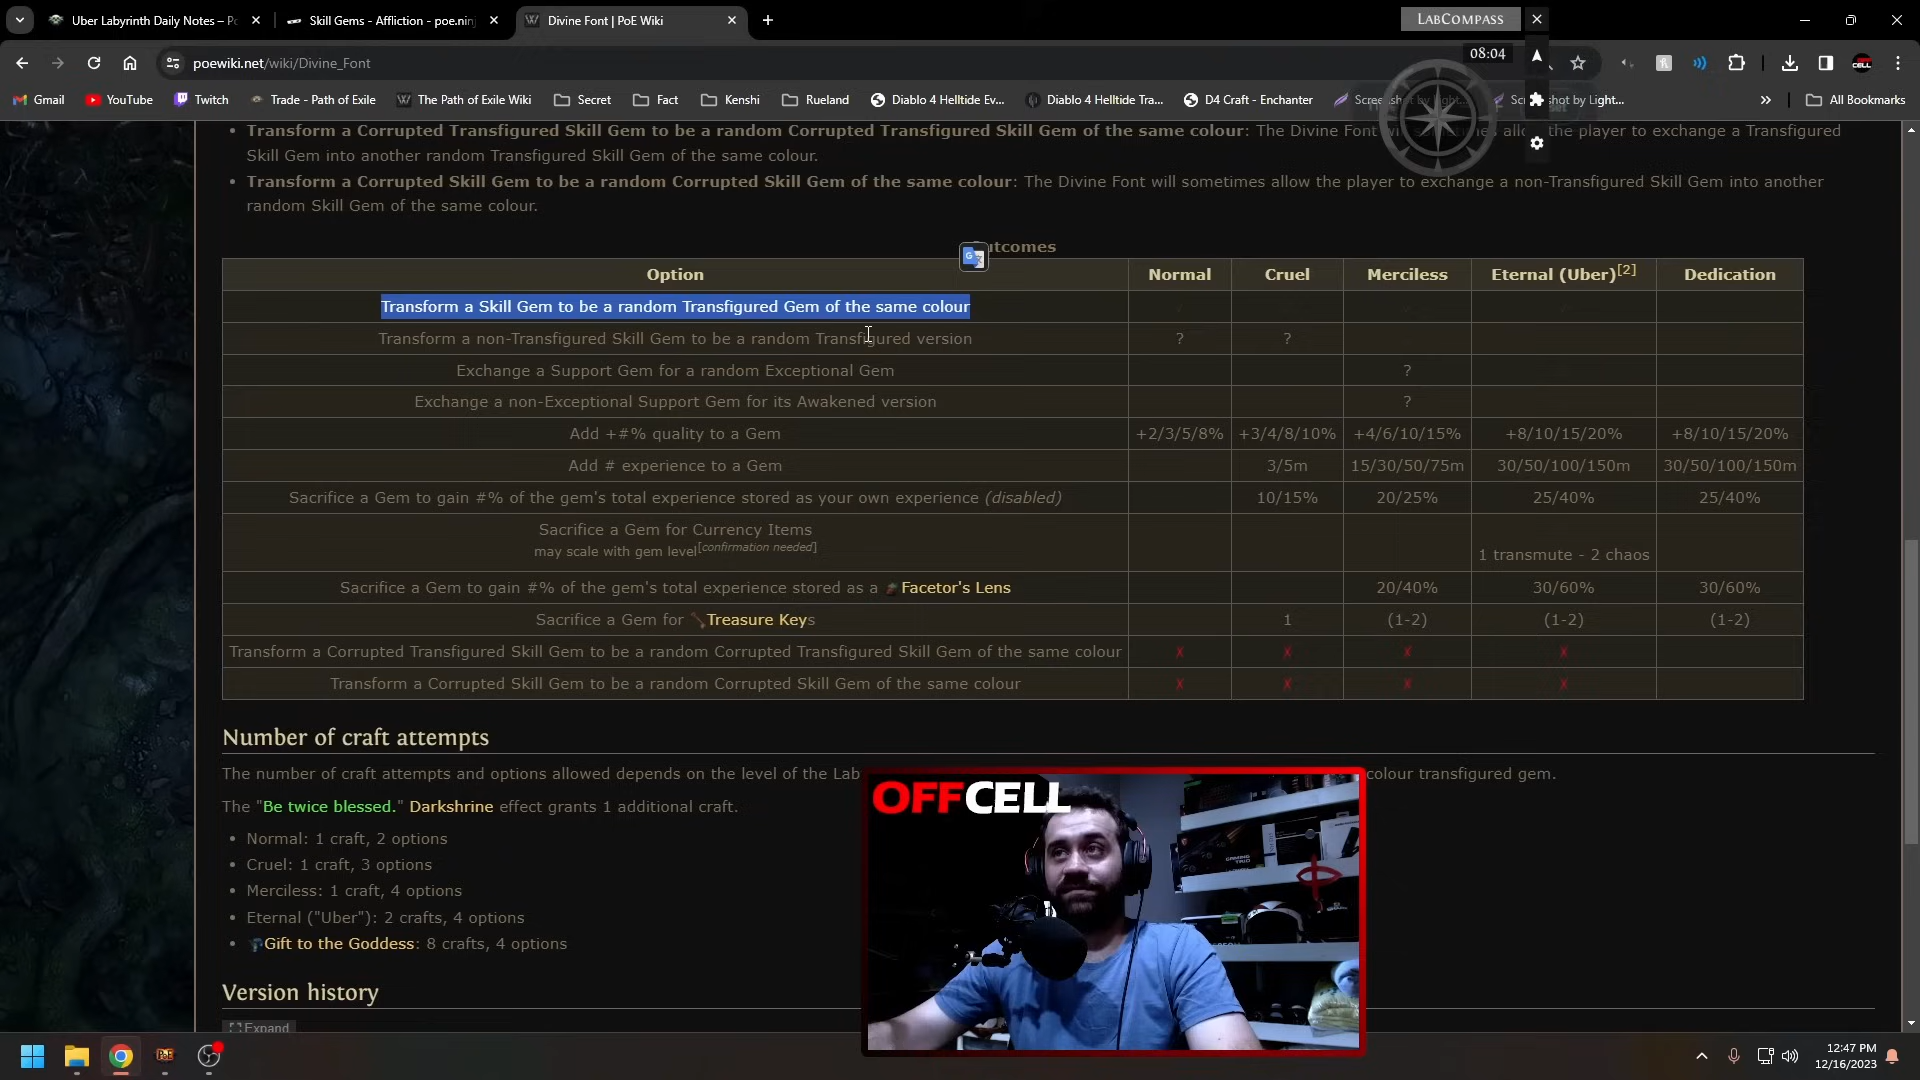 Uber Labyrinth Daily Notes – P
Skill Gems - Affliction - poe.nin
Divine Font | PoE Wiki
LABCOMPASS
08:04
poewiki.net/wiki/Divine_Font
Gmail
YouTube
Twitch
Trade - Path of Exile
The Path of Exile Wiki
Secret
Fact
Kenshi
Rueland
Diablo 4 Helltide Ev...
Diablo 4 Helltide Tra...
D4 Craft - Enchanter
by Light...
shot by Light...
All Bookmarks
• Transform a Corrupted Transfigured Skill Gem to be a random Corrupted Transfigured Skill Gem of the same colour: The Divine Font will sometimes allow the player to exchange a Transfigured
Skill Gem into another random Transfigured Skill Gem of the same colour.
• Transform a Corrupted Skill Gem to be a random Corrupted Skill Gem of the same colour: The Divine Font will sometimes allow the player to exchange a non-Transfigured Skill Gem into another
random Skill Gem of the same colour.
utcomes
Option Normal Cruel Merciless Eternal (Uber)[2] Dedication
Transform a Skill Gem to be a random Transfigured Gem of the same colour
Transform a non-Transfigured Skill Gem to be a random Transfigured version ? ?
Exchange a Support Gem for a random Exceptional Gem ?
Exchange a non-Exceptional Support Gem for its Awakened version ?
Add +#% quality to a Gem +2/3/5/8% +3/4/8/10% +4/6/10/15% +8/10/15/20% +8/10/15/20%
Add # experience to a Gem 3/5m 15/30/50/75m 30/50/100/150m 30/50/100/150m
Sacrifice a Gem to gain #% of the gem's total experience stored as your own experience (disabled) 10/15% 20/25% 25/40% 25/40%
Sacrifice a Gem for Currency Items
may scale with gem level[confirmation needed] 1 transmute - 2 chaos
Sacrifice a Gem to gain #% of the gem's total experience stored as a Facetor's Lens 20/40% 30/60% 30/60%
Sacrifice a Gem for Treasure Keys 1 (1-2) (1-2) (1-2)
Transform a Corrupted Transfigured Skill Gem to be a random Corrupted Transfigured Skill Gem of the same colour x x x x
Transform a Corrupted Skill Gem to be a random Corrupted Skill Gem of the same colour x x x x
Number of craft attempts
The number of craft attempts and options allowed depends on the level of the Lab colour transfigured gem.
The "Be twice blessed." Darkshrine effect grants 1 additional craft.
• Normal: 1 craft, 2 options
• Cruel: 1 craft, 3 options
• Merciless: 1 craft, 4 options
• Eternal ("Uber"): 2 crafts, 4 options
• Gift to the Goddess: 8 crafts, 4 options
OFFCELL
Version history
Expand
12:47 PM
12/16/2023